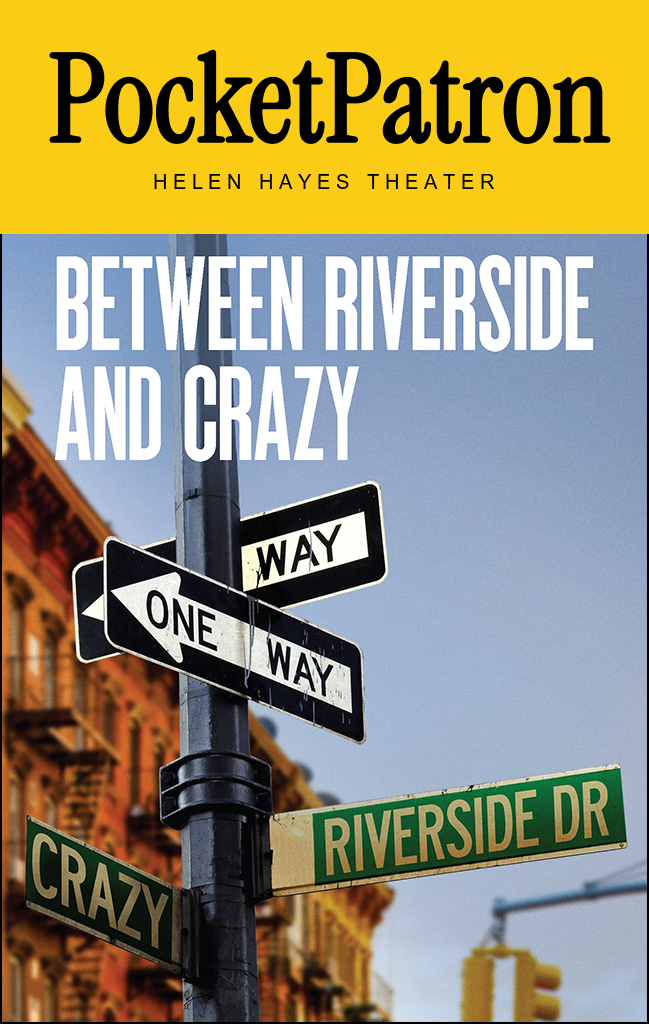 PocketPatron
HELEN HAYES THEATER
BETWEEN RIVERSIDE
AND CRAZY
WAY
ONE WAY
RIVERSIDE DR
CRAZY